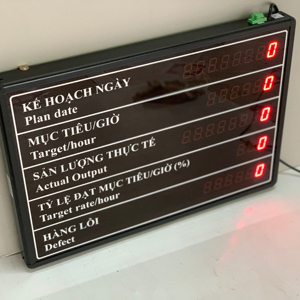 KẾ HOẠCH NGÀY 0
Plan date
MỤC TIÊU/GIỜ 0
Target/hour
SẢN LƯỢNG THỰC TẾ 0
Actual Output
TỶ LỆ ĐẠT MỤC TIÊU/GIỜ (%) 0
Target rate/hour
HÀNG LỖI 0
Defect